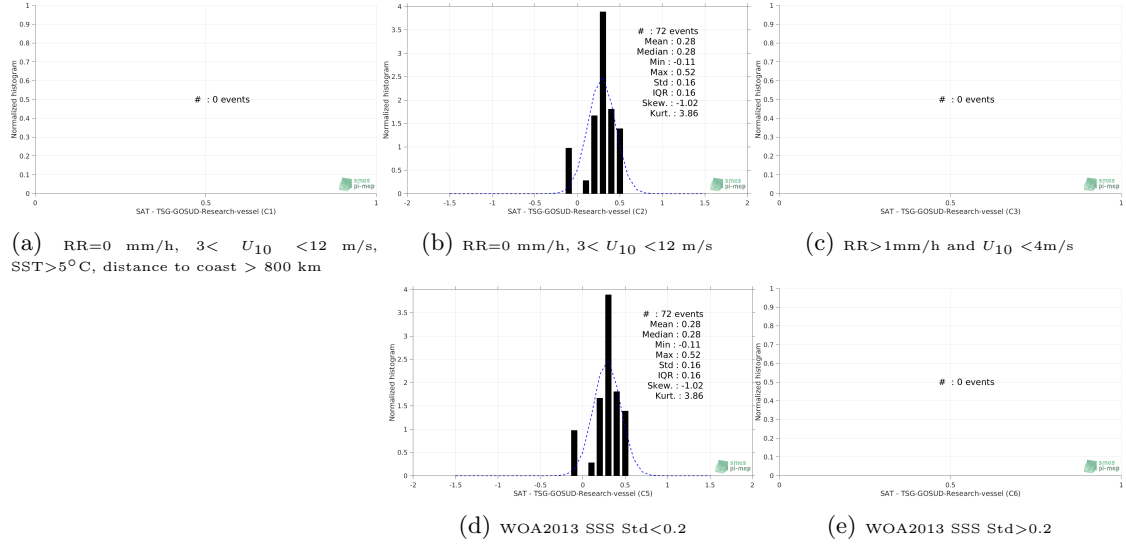 1
0.9
0.8
0.7
0.6
0.5
0.4
0.3
0.2
0.1
0
Normalized histogram
# : 0 events
smos
pi-mep
0 0.5 1
SAT - TSG-GOSUD-Research-vessel (C1)
(a) RR=0 mm/h, 3< U10 <12 m/s,
SST>5°C, distance to coast > 800 km
4
3.5
3
2.5
2
1.5
1
0.5
0
Normalized histogram
# : 72 events
Mean : 0.28
Median : 0.28
Min : -0.11
Max : 0.52
Std : 0.16
IQR : 0.16
Skew. : -1.02
Kurt. : 3.86
smos
pi-mep
-2 -1.5 -1 -0.5 0 0.5 1 1.5 2
SAT - TSG-GOSUD-Research-vessel (C2)
(b) RR=0 mm/h, 3< U10 <12 m/s
1
0.9
0.8
0.7
0.6
0.5
0.4
0.3
0.2
0.1
0
Normalized histogram
# : 0 events
smos
pi-mep
0 0.5 1
SAT - TSG-GOSUD-Research-vessel (C3)
(c) RR>1mm/h and U10 <4m/s
4
3.5
3
2.5
2
1.5
1
0.5
0
Normalized histogram
# : 72 events
Mean : 0.28
Median : 0.28
Min : -0.11
Max : 0.52
Std : 0.16
IQR : 0.16
Skew. : -1.02
Kurt. : 3.86
smos
pi-mep
-2 -1.5 -1 -0.5 0 0.5 1 1.5 2
SAT - TSG-GOSUD-Research-vessel (C5)
(d) WOA2013 SSS Std<0.2
1
0.9
0.8
0.7
0.6
0.5
0.4
0.3
0.2
0.1
0
Normalized histogram
# : 0 events
smos
pi-mep
0 0.5 1
SAT - TSG-GOSUD-Research-vessel (C6)
(e) WOA2013 SSS Std>0.2